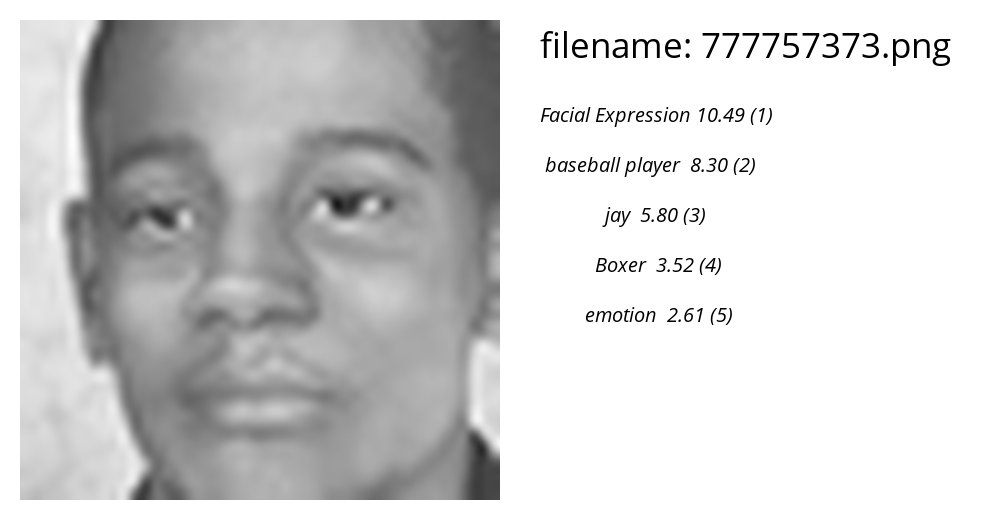 filename: 777757373.png
Facial Expression 10.49 (1)
baseball player 8.30 (2)
jay 5.80 (3)
Boxer 3.52 (4)
emotion 2.61 (5)